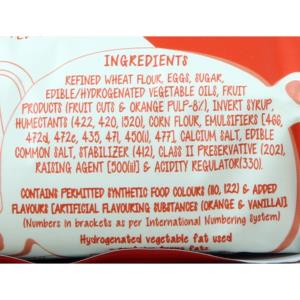 INGREDIENTS
REFINED WHEAT FLOUR, EGGS, SUGAR,
EDIBLE/HYDROGENATED VEGETABLE OILS, FRUIT
PRODUCTS (FRUIT CUTS & ORANGE PULP-8%), INVERT SYRUP,
HUMECTANTS (422, 420, 1520), CORN FLOUR, EMULSIFIERS [466,
472d, 472e, 435, 471, 450(i), 477], CALCIUM SALT, EDIBLE
COMMON SALT, STABILIZER (412), CLASS II PRESERVATIVE (202),
RAISING AGENT [500(ii)] & ACIDITY REGULATOR(330).
CONTAINS PERMITTED SYNTHETIC FOOD COLOURS (110, 122) & ADDED
FLAVOURS [ARTIFICIAL FLAVOURING SUBSTANCES (ORANGE & VANILLA)]
(Numbers in brackets as per International Numbering system)
Hydrogenated vegetable fat used